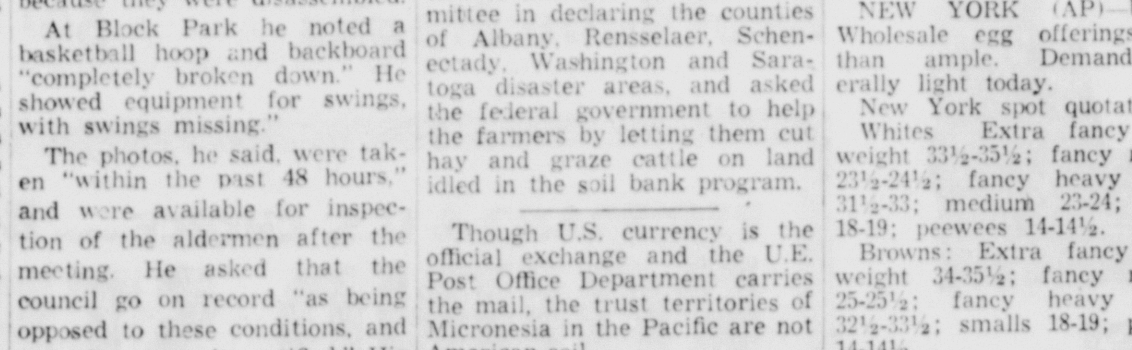 because they were disassembled.
At Block Park he noted a
basketball hoop and backboard
"completely broken down." He
showed equipment for swings,
with swings missing."
The photos, he said, were tak-
en "within the past 48 hours,"
and were available for inspec-
tion of the aldermen after the
meeting. He asked that the
council go on record "as being
opposed to these conditions, and
mittee in declaring the counties
of Albany, Rensselaer, Schen-
ectady, Washington and Sara-
toga disaster areas, and asked
the federal government to help
the farmers by letting them cut
hay and graze cattle on land
idled in the soil bank program.
Though U.S. currency is the
official exchange and the U.E.
Post Office Department carries
the mail, the trust territories of
Micronesia in the Pacific are not
American soil.
NEW YORK (AP)—
Wholesale egg offerings
than ample. Demand
erally light today.
New York spot quotat
Whites Extra fancy
weight 33½-35½; fancy
23½-24½; fancy heavy
31½-33; medium 23-24;
18-19; peewees 14-14½.
Browns: Extra fancy
weight 34-35½; fancy
25-25½; fancy heavy
32½-33½; smalls 18-19;
14-14½